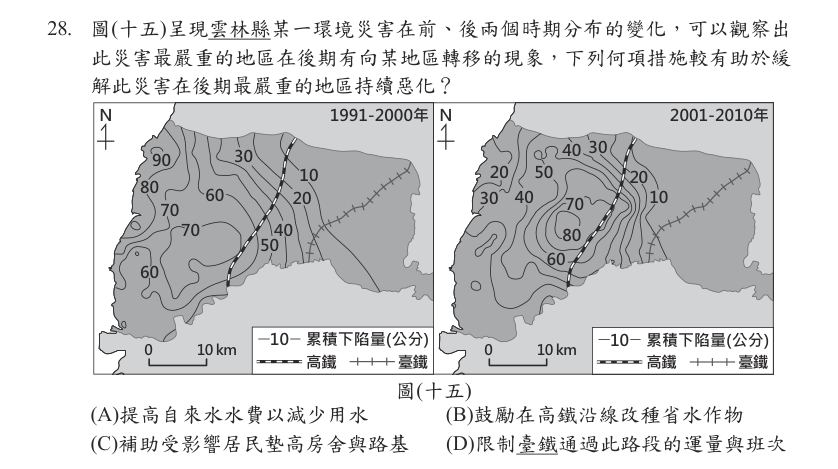 28. 圖(十五)呈現雲林縣某一環境災害在前、後兩個時期分布的變化，可以觀察出
此災害最嚴重的地區在後期有向某地區轉移的現象，下列何項措施較有助於緩
解此災害在後期最嚴重的地區持續惡化？
N
1991-2000年
90
30
10
80
60
20
70
70
40
50
60
0 10 km
─10─ 累積下陷量(公分)
高鐵 臺鐵
N
2001-2010年
40 30
20
50
20
30
40
70
10
80
60
0 10 km
─10─ 累積下陷量(公分)
高鐵 臺鐵
圖(十五)
(A)提高自來水水費以減少用水 (B)鼓勵在高鐵沿線改種省水作物
(C)補助受影響居民墊高房舍與路基 (D)限制臺鐵通過此路段的運量與班次